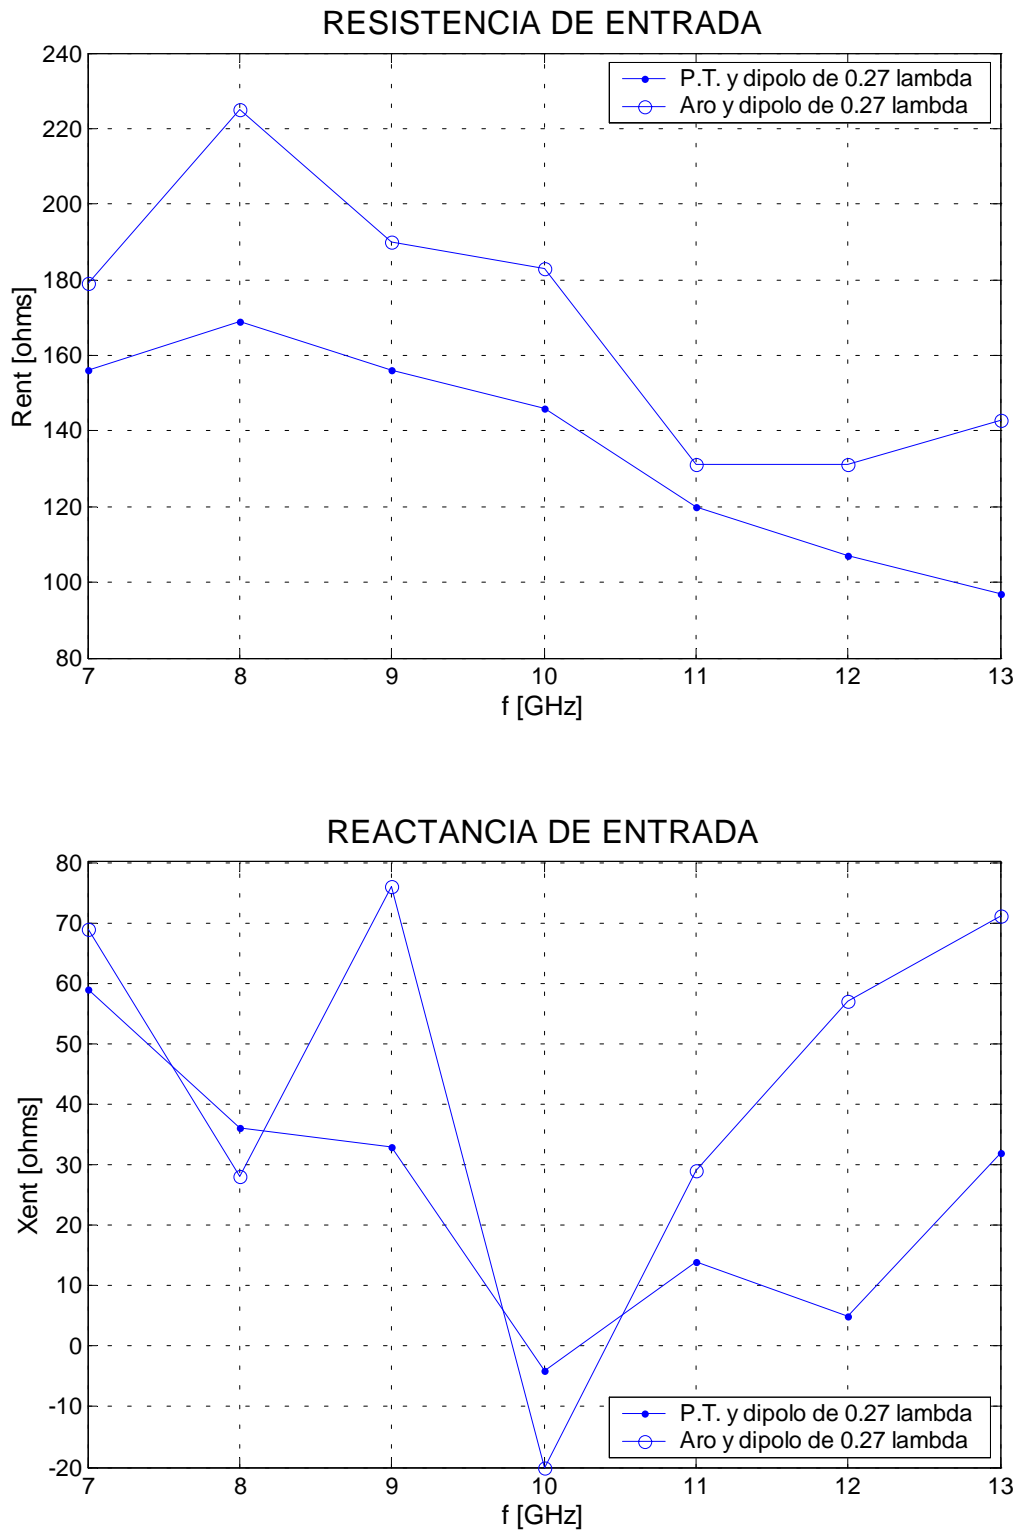 RESISTENCIA DE ENTRADA
240
220
200
180
160
140
120
100
80
Rent [ohms]
P.T. y dipolo de 0.27 lambda
Aro y dipolo de 0.27 lambda
7 8 9 10 11 12 13
f [GHz]
REACTANCIA DE ENTRADA
80
70
60
50
40
30
20
10
0
-10
-20
Xent [ohms]
P.T. y dipolo de 0.27 lambda
Aro y dipolo de 0.27 lambda
7 8 9 10 11 12 13
f [GHz]